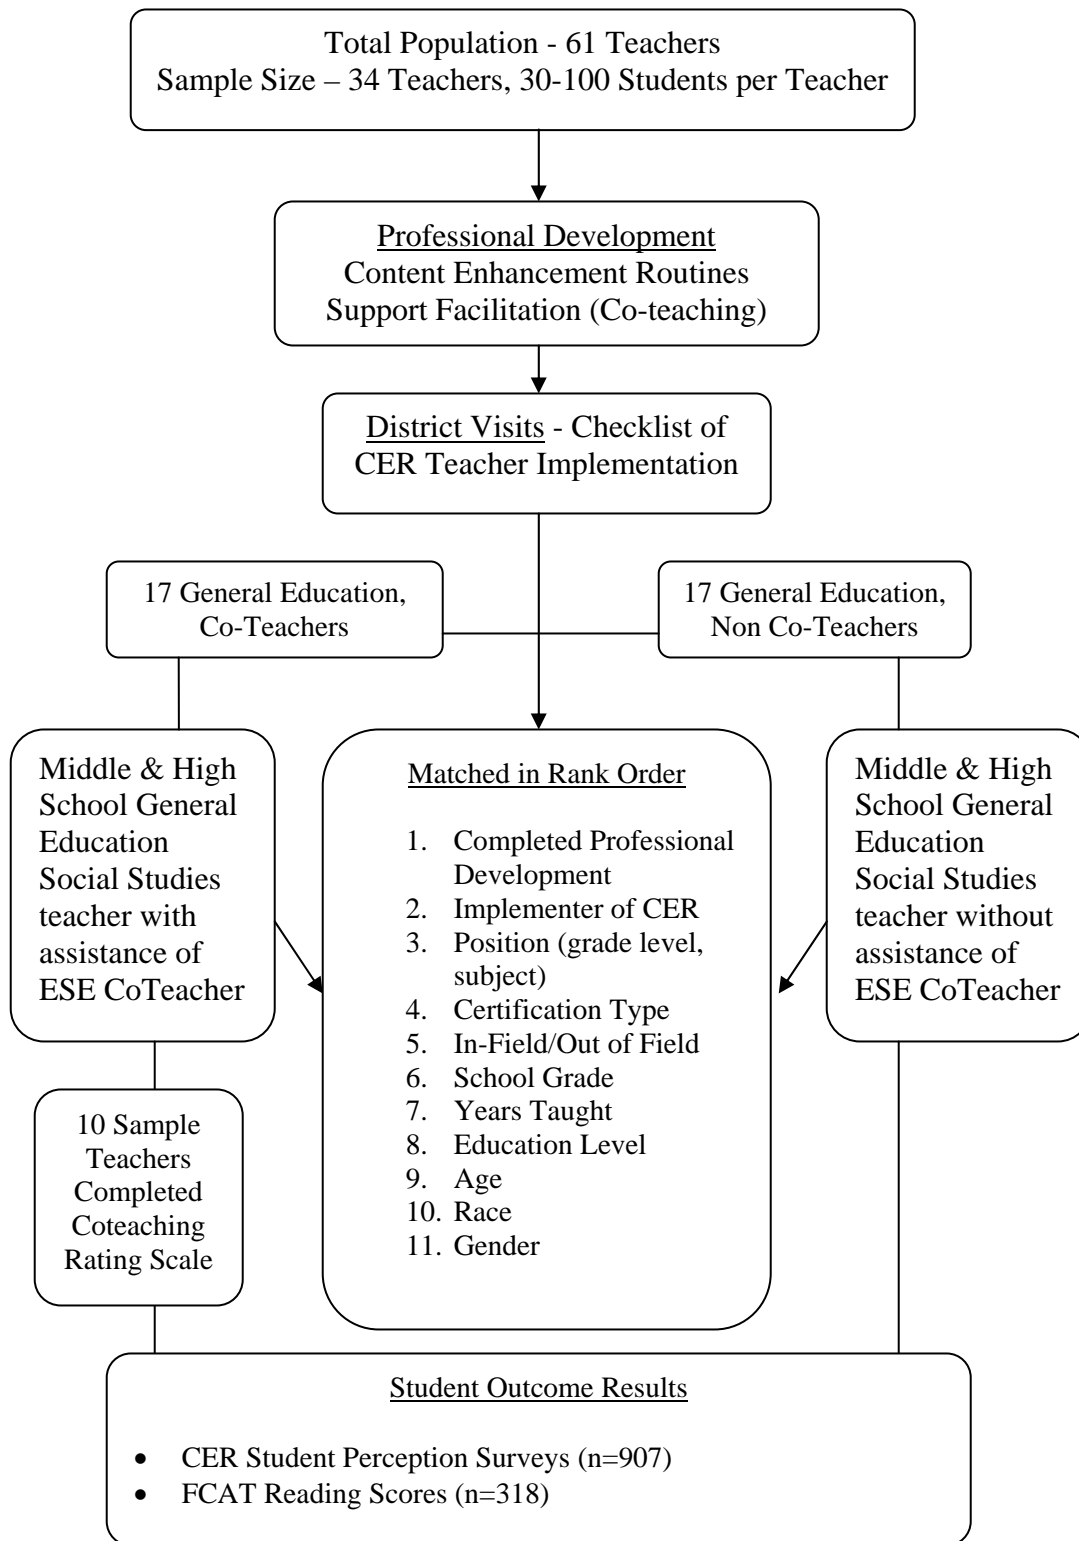 Total Population - 61 Teachers
Sample Size – 34 Teachers, 30-100 Students per Teacher
Professional Development
Content Enhancement Routines
Support Facilitation (Co-teaching)
District Visits - Checklist of
CER Teacher Implementation
17 General Education,
Co-Teachers
17 General Education,
Non Co-Teachers
Middle & High
School General
Education
Social Studies
teacher with
assistance of
ESE CoTeacher
Matched in Rank Order
1. Completed Professional
Development
2. Implementer of CER
3. Position (grade level,
subject)
4. Certification Type
5. In-Field/Out of Field
6. School Grade
7. Years Taught
8. Education Level
9. Age
10. Race
11. Gender
Middle & High
School General
Education
Social Studies
teacher without
assistance of
ESE CoTeacher
10 Sample
Teachers
Completed
Coteaching
Rating Scale
Student Outcome Results
• CER Student Perception Surveys (n=907)
• FCAT Reading Scores (n=318)